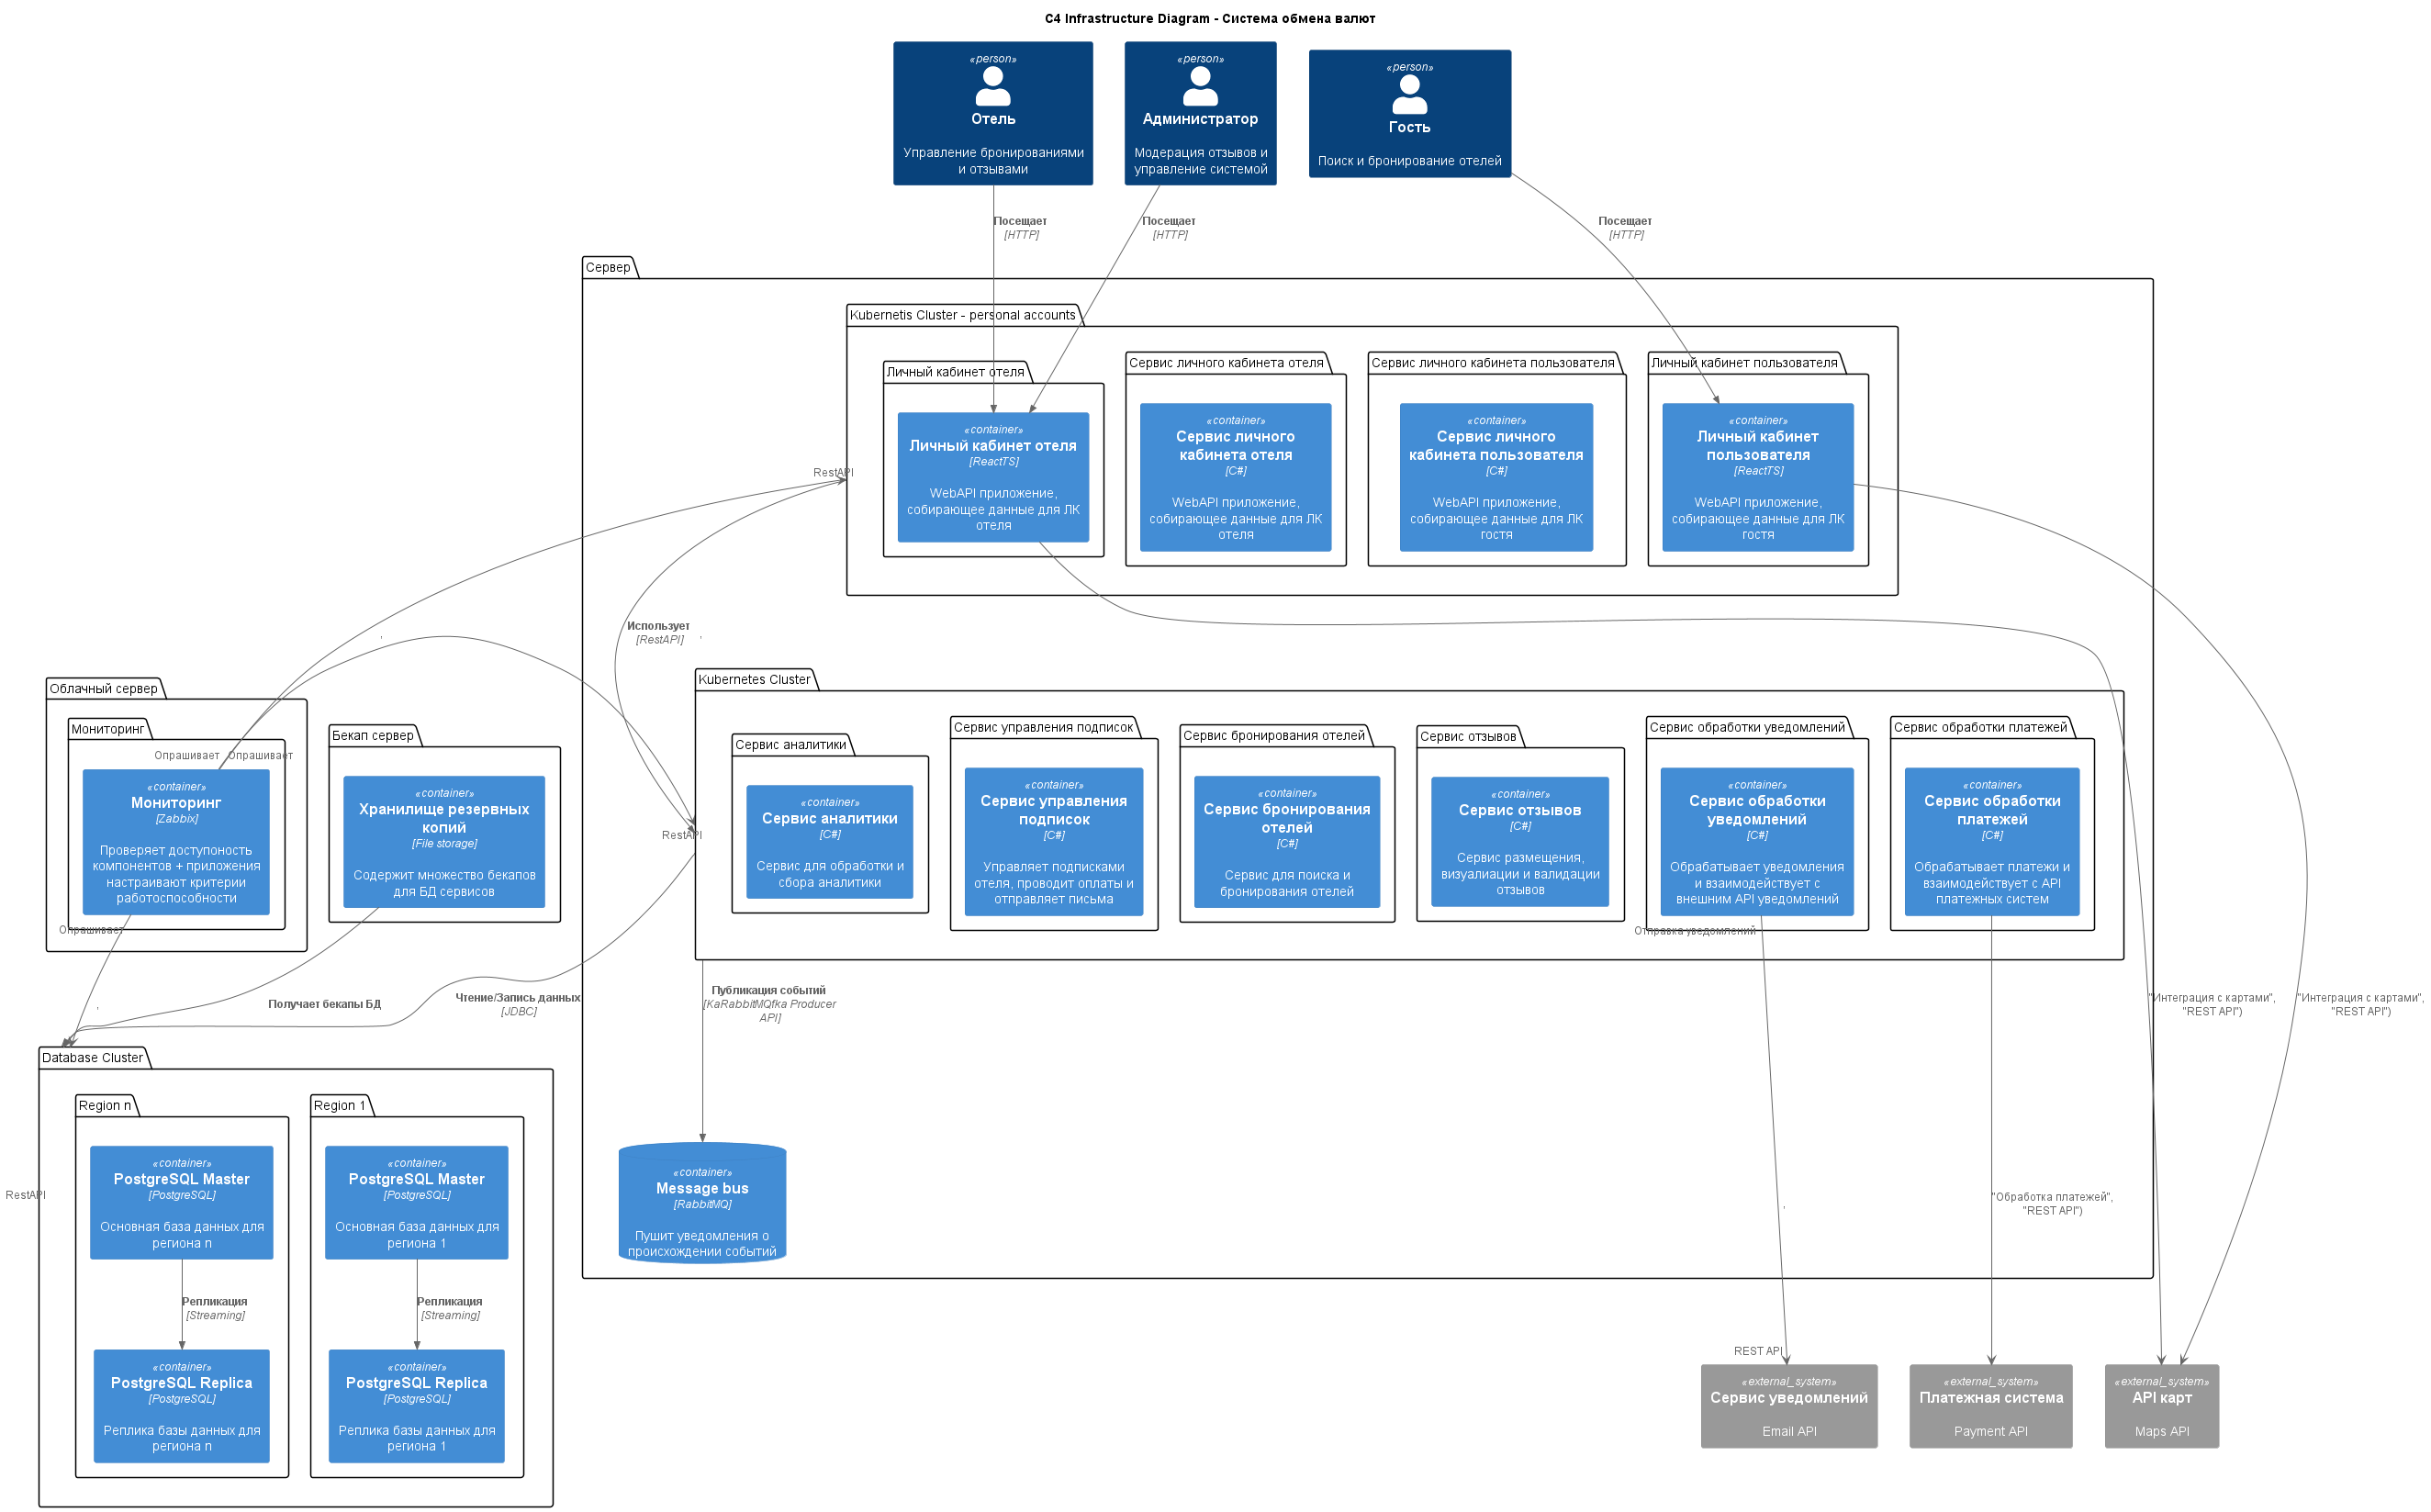 C4 Infrastructure Diagram - Система обмена валют
«person»
Отель
Управление бронированиями
и отзывами
«person»
Администратор
Модерация отзывов и
управление системой
«person»
Гость
Поиск и бронирование отелей
Посещает
[HTTP]
Посещает
[HTTP]
Посещает
[HTTP]
Сервер
Kubernetis Cluster - personal accounts
Личный кабинет отеля
«container»
Личный кабинет отеля
[ReactTS]
WebAPI приложение,
собирающее данные для ЛК
отеля
Сервис личного кабинета отеля
«container»
Сервис личного
кабинета отеля
[C#]
WebAPI приложение,
собирающее данные для ЛК
отеля
Сервис личного кабинета пользователя
«container»
Сервис личного
кабинета пользователя
[C#]
WebAPI приложение,
собирающее данные для ЛК
гостя
Личный кабинет пользователя
«container»
Личный кабинет
пользователя
[ReactTS]
WebAPI приложение,
собирающее данные для ЛК
гостя
RestAPI
Использует
[RestAPI]
,
,
Облачный сервер
Мониторинг
Опрашивает
Опрашивает
«container»
Мониторинг
[Zabbix]
Проверяет доступоность
компонентов + приложения
настраивают критерии
работоспособности
Опрашивает
Бекап сервер
«container»
Хранилище резервных
копий
[File storage]
Содержит множество бекапов
для БД сервисов
Kubernetes Cluster
RestAPI
Сервис аналитики
«container»
Сервис аналитики
[C#]
Сервис для обработки и
сбора аналитики
Сервис управления подписок
«container»
Сервис управления
подписок
[C#]
Управляет подписками
отеля, проводит оплаты и
отправляет письма
Сервис бронирования отелей
«container»
Сервис бронирования
отелей
[C#]
Сервис для поиска и
бронирования отелей
Сервис отзывов
«container»
Сервис отзывов
[C#]
Сервис размещения,
визуалиации и валидации
отзывов
Сервис обработки уведомлений
«container»
Сервис обработки
уведомлений
[C#]
Обрабатывает уведомления
и взаимодействует с
внешним API уведомлений
Отправка уведомлений
Сервис обработки платежей
«container»
Сервис обработки
платежей
[C#]
Обрабатывает платежи и
взаимодействует с API
платежных систем
,
Получает бекапы БД
Чтение/Запись данных
[JDBC]
Публикация событий
[KaRabbitMQfka Producer
API]
"Интеграция с картами",
"REST API")
"Интеграция с картами",
"REST API")
Database Cluster
Region n
«container»
PostgreSQL Master
[PostgreSQL]
Основная база данных для
региона n
Region 1
«container»
PostgreSQL Master
[PostgreSQL]
Основная база данных для
региона 1
RestAPI
«container»
Message bus
[RabbitMQ]
Пушит уведомления о
происхождении событий
,
"Обработка платежей",
"REST API")
Репликация
[Streaming]
Репликация
[Streaming]
«container»
PostgreSQL Replica
[PostgreSQL]
Реплика базы данных для
региона n
«container»
PostgreSQL Replica
[PostgreSQL]
Реплика базы данных для
региона 1
REST API
«external_system»
Сервис уведомлений
Email API
«external_system»
Платежная система
Payment API
«external_system»
API карт
Maps API